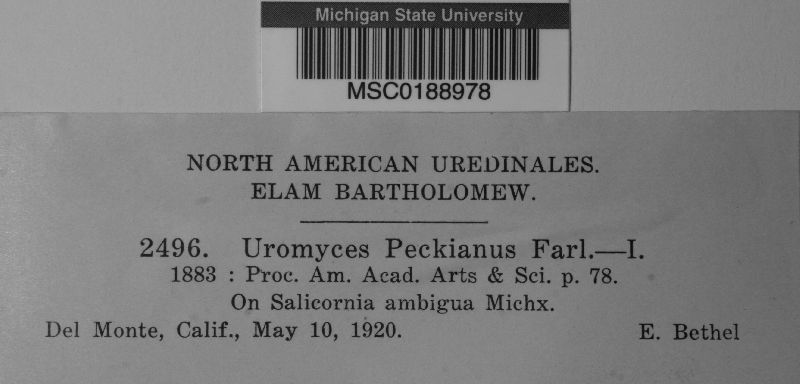 Michigan State University
MSC0188978
NORTH AMERICAN UREDINALES.
ELAM BARTHOLOMEW.
2496. Uromyces Peckianus Farl.—I.
1883 : Proc. Am. Acad. Arts & Sci. p. 78.
On Salicornia ambigua Michx.
Del Monte, Calif., May 10, 1920. E. Bethel